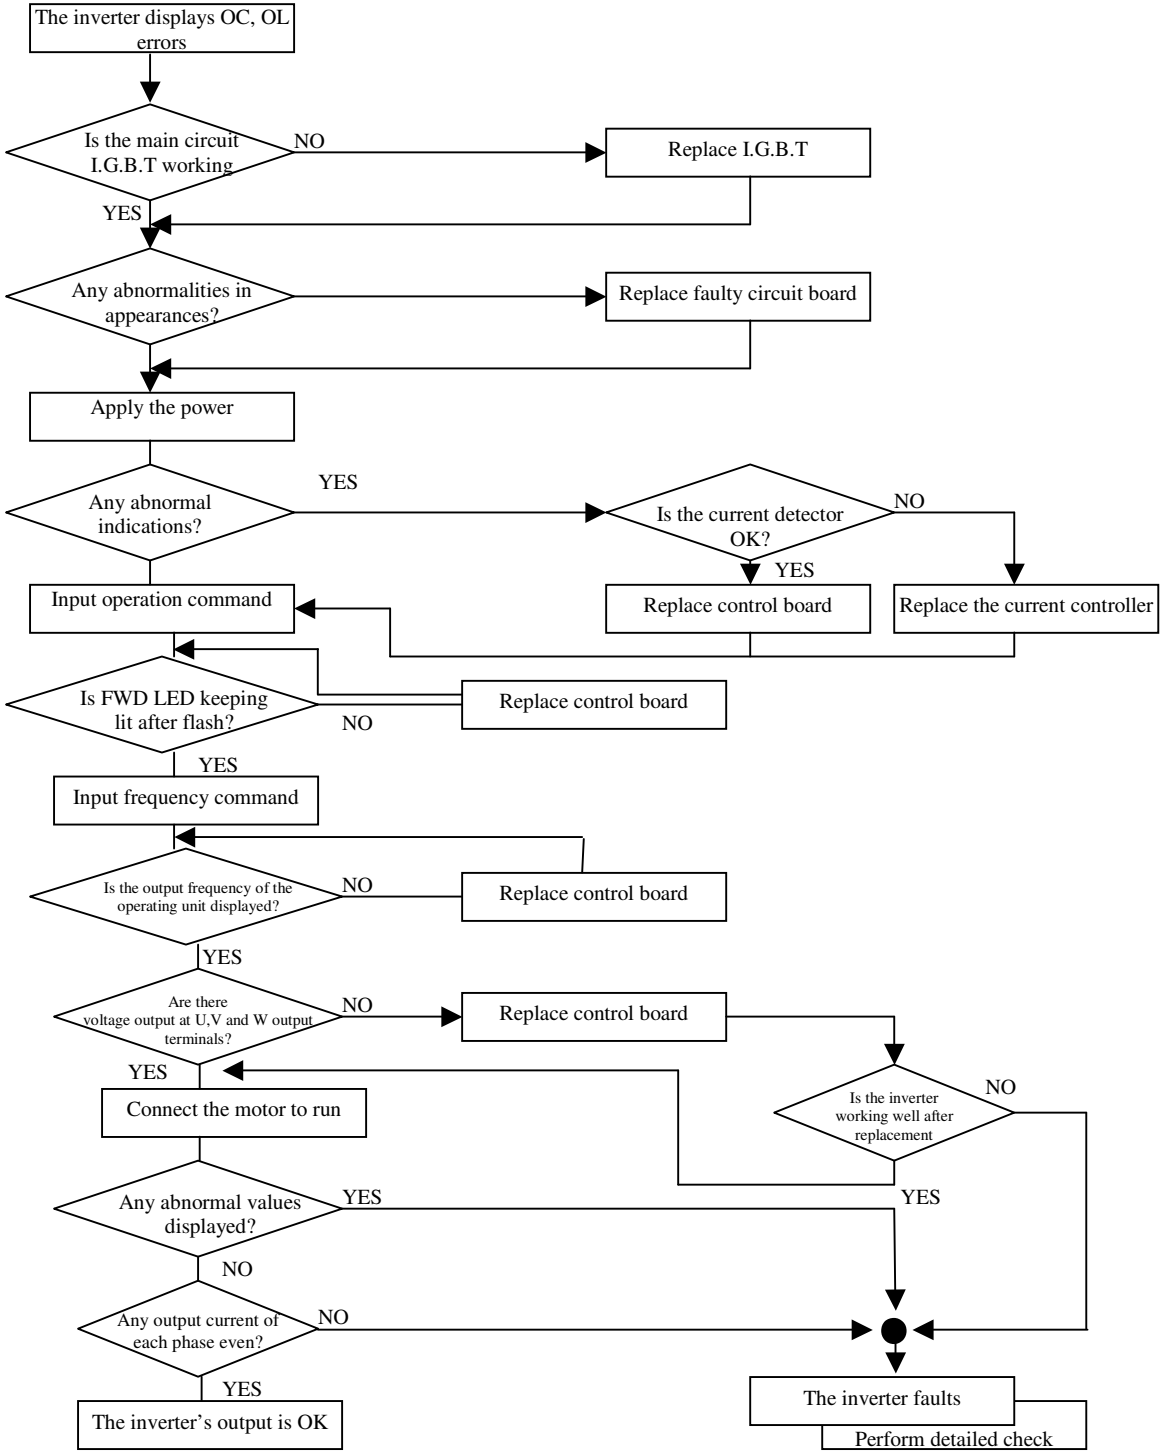 The inverter displays OC, OL
errors
Is the main circuit
I.G.B.T working
NO
Replace I.G.B.T
YES
Any abnormalities in
appearances?
Replace faulty circuit board
Apply the power
Any abnormal
indications?
YES
Is the current detector
OK?
NO
YES
Input operation command
Replace control board
Replace the current controller
Is FWD LED keeping
lit after flash?
NO
Replace control board
YES
Input frequency command
Is the output frequency of the
operating unit displayed?
NO
Replace control board
YES
Are there
voltage output at U,V and W output
terminals?
NO
Replace control board
YES
Connect the motor to run
Is the inverter
working well after
replacement
NO
YES
Any abnormal values
displayed?
YES
NO
Any output current of
each phase even?
NO
YES
The inverter's output is OK
The inverter faults
Perform detailed check